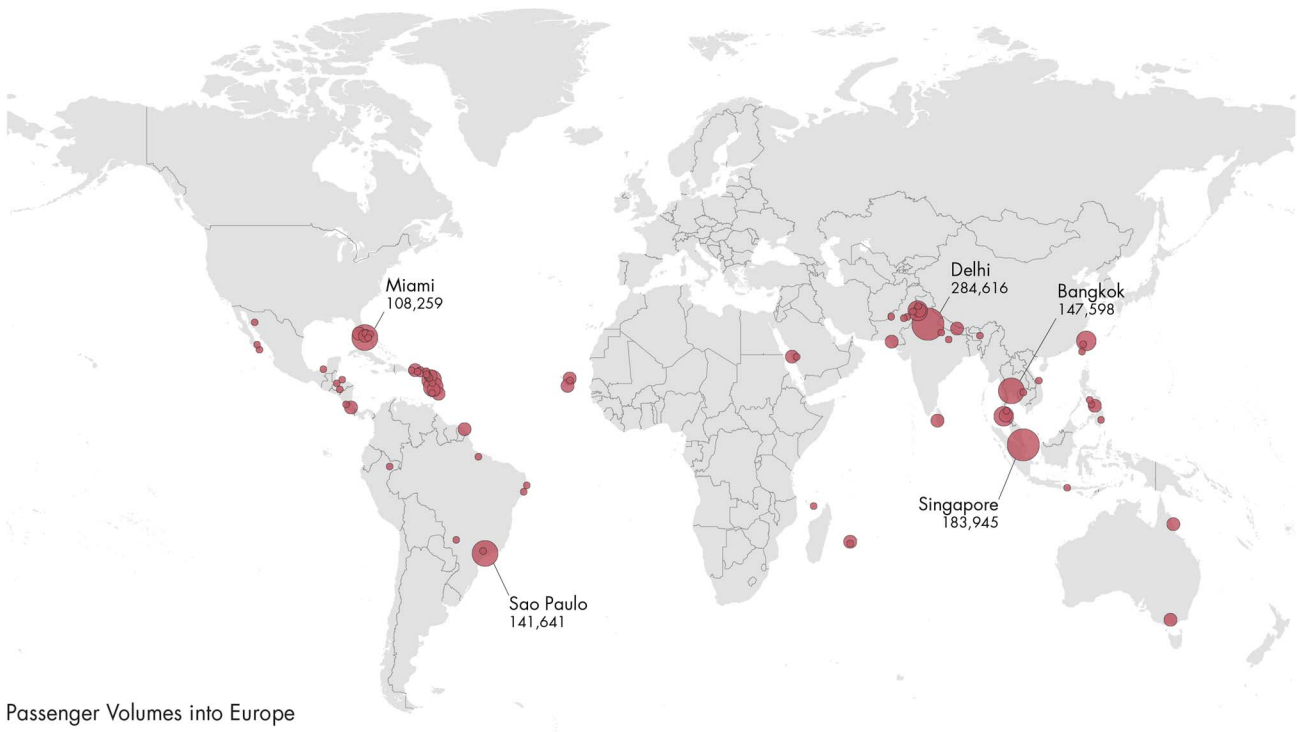 Delhi
284,616
Miami
108,259
Bangkok
147,598
Singapore
183,945
Sao Paulo
141,641
Passenger Volumes into Europe